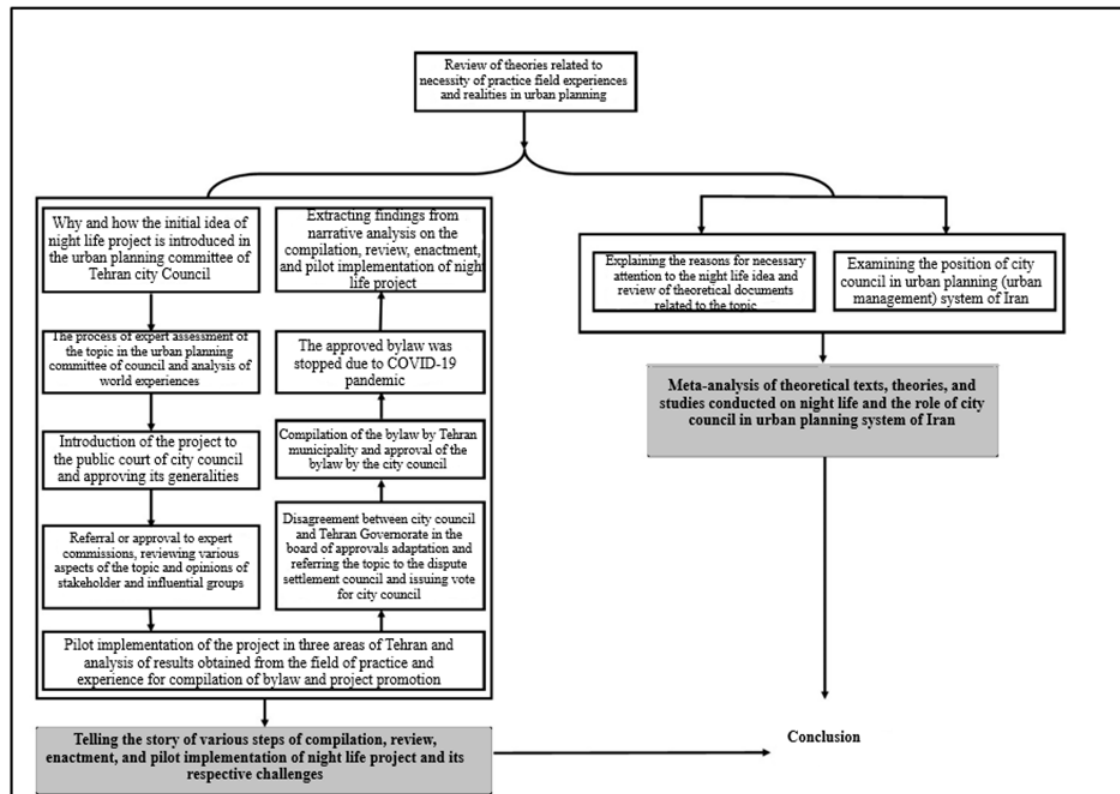 Review of theories related to
necessity of practice field experiences
and realities in urban planning
Why and how the initial idea of
night life project is introduced in
the urban planning committee of
Tehran city Council
The process of expert assessment of
the topic in the urban planning
committee of council and analysis of
world experiences
Introduction of the project to
the public court of city council
and approving its generalities
Referral or approval to expert
commissions, reviewing various
aspects of the topic and opinions of
stakeholder and influential groups
Pilot implementation of the project in three areas of Tehran and
analysis of results obtained from the field of practice and
experience for compilation of bylaw and project promotion
Disagreement between city council
and Tehran Governorate in the
board of approvals adaptation and
referring the topic to the dispute
settlement council and issuing vote
for city council
Compilation of the bylaw by Tehran
municipality and approval of the
bylaw by the city council
The approved bylaw was
stopped due to COVID-19
pandemic
Extracting findings from
narrative analysis on the
compilation, review, enactment,
and pilot implementation of night
life project
Telling the story of various steps of compilation, review,
enactment, and pilot implementation of night life project and its
respective challenges
Explaining the reasons for necessary
attention to the night life idea and
review of theoretical documents
related to the topic
Examining the position of city
council in urban planning (urban
management) system of Iran
Meta-analysis of theoretical texts, theories, and
studies conducted on night life and the role of city
council in urban planning system of Iran
Conclusion